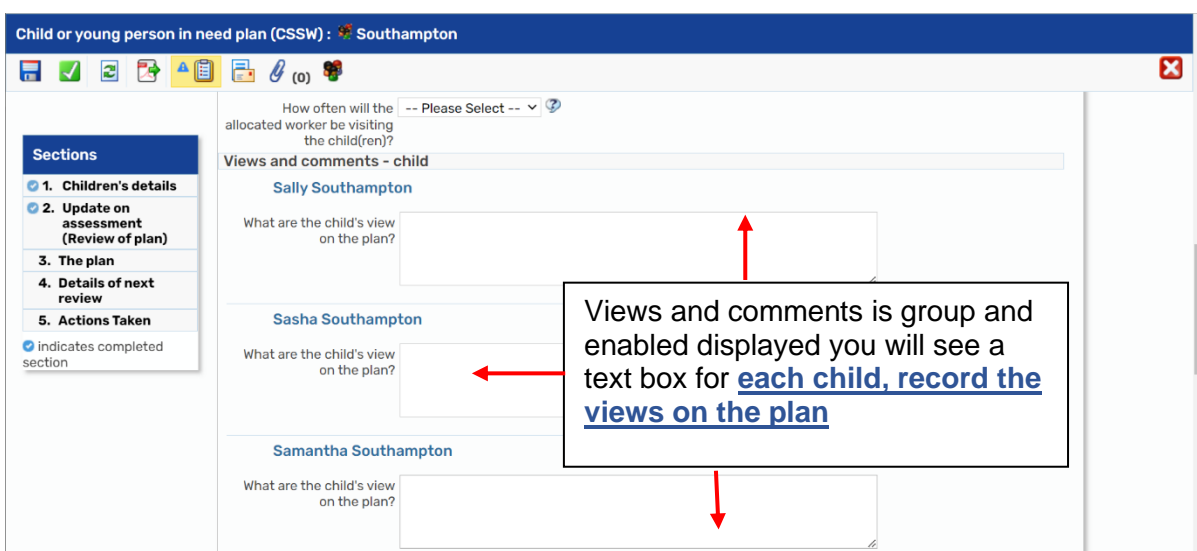 Child or young person in need plan (CSSW) : Southampton
(0)
How often will the
allocated worker be visiting
the child(ren)?
-- Please Select --
Sections
1. Children's details
2. Update on
assessment
(Review of plan)
3. The plan
4. Details of next
review
5. Actions Taken
indicates completed
section
Views and comments - child
Sally Southampton
What are the child's view
on the plan?
Sasha Southampton
What are the child's view
on the plan?
Samantha Southampton
What are the child's view
on the plan?
Views and comments is group and
enabled displayed you will see a
text box for each child, record the
views on the plan